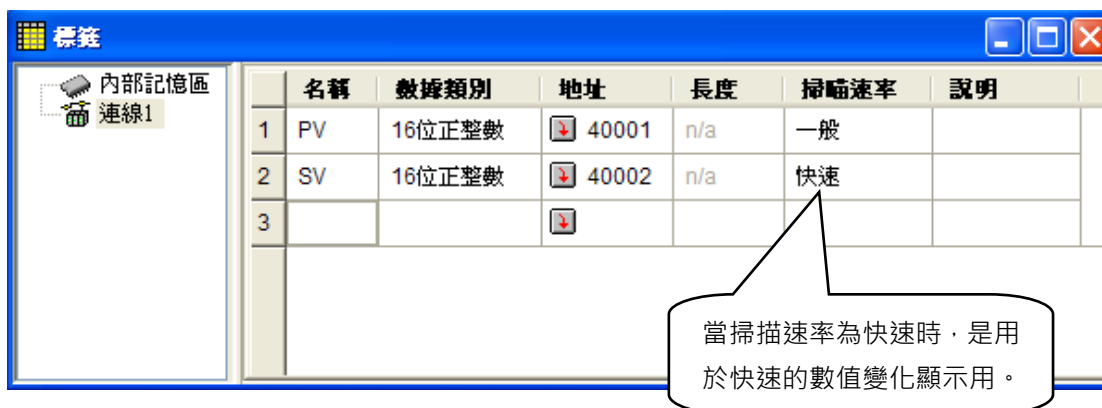 標籤
內部記憶區
連線1
名稱 數據類別 地址 長度 掃瞄速率 說明
1 PV 16位正整數 40001 n/a 一般
2 SV 16位正整數 40002 n/a 快速
3
當掃描速率為快速時，是用
於快速的數值變化顯示用。